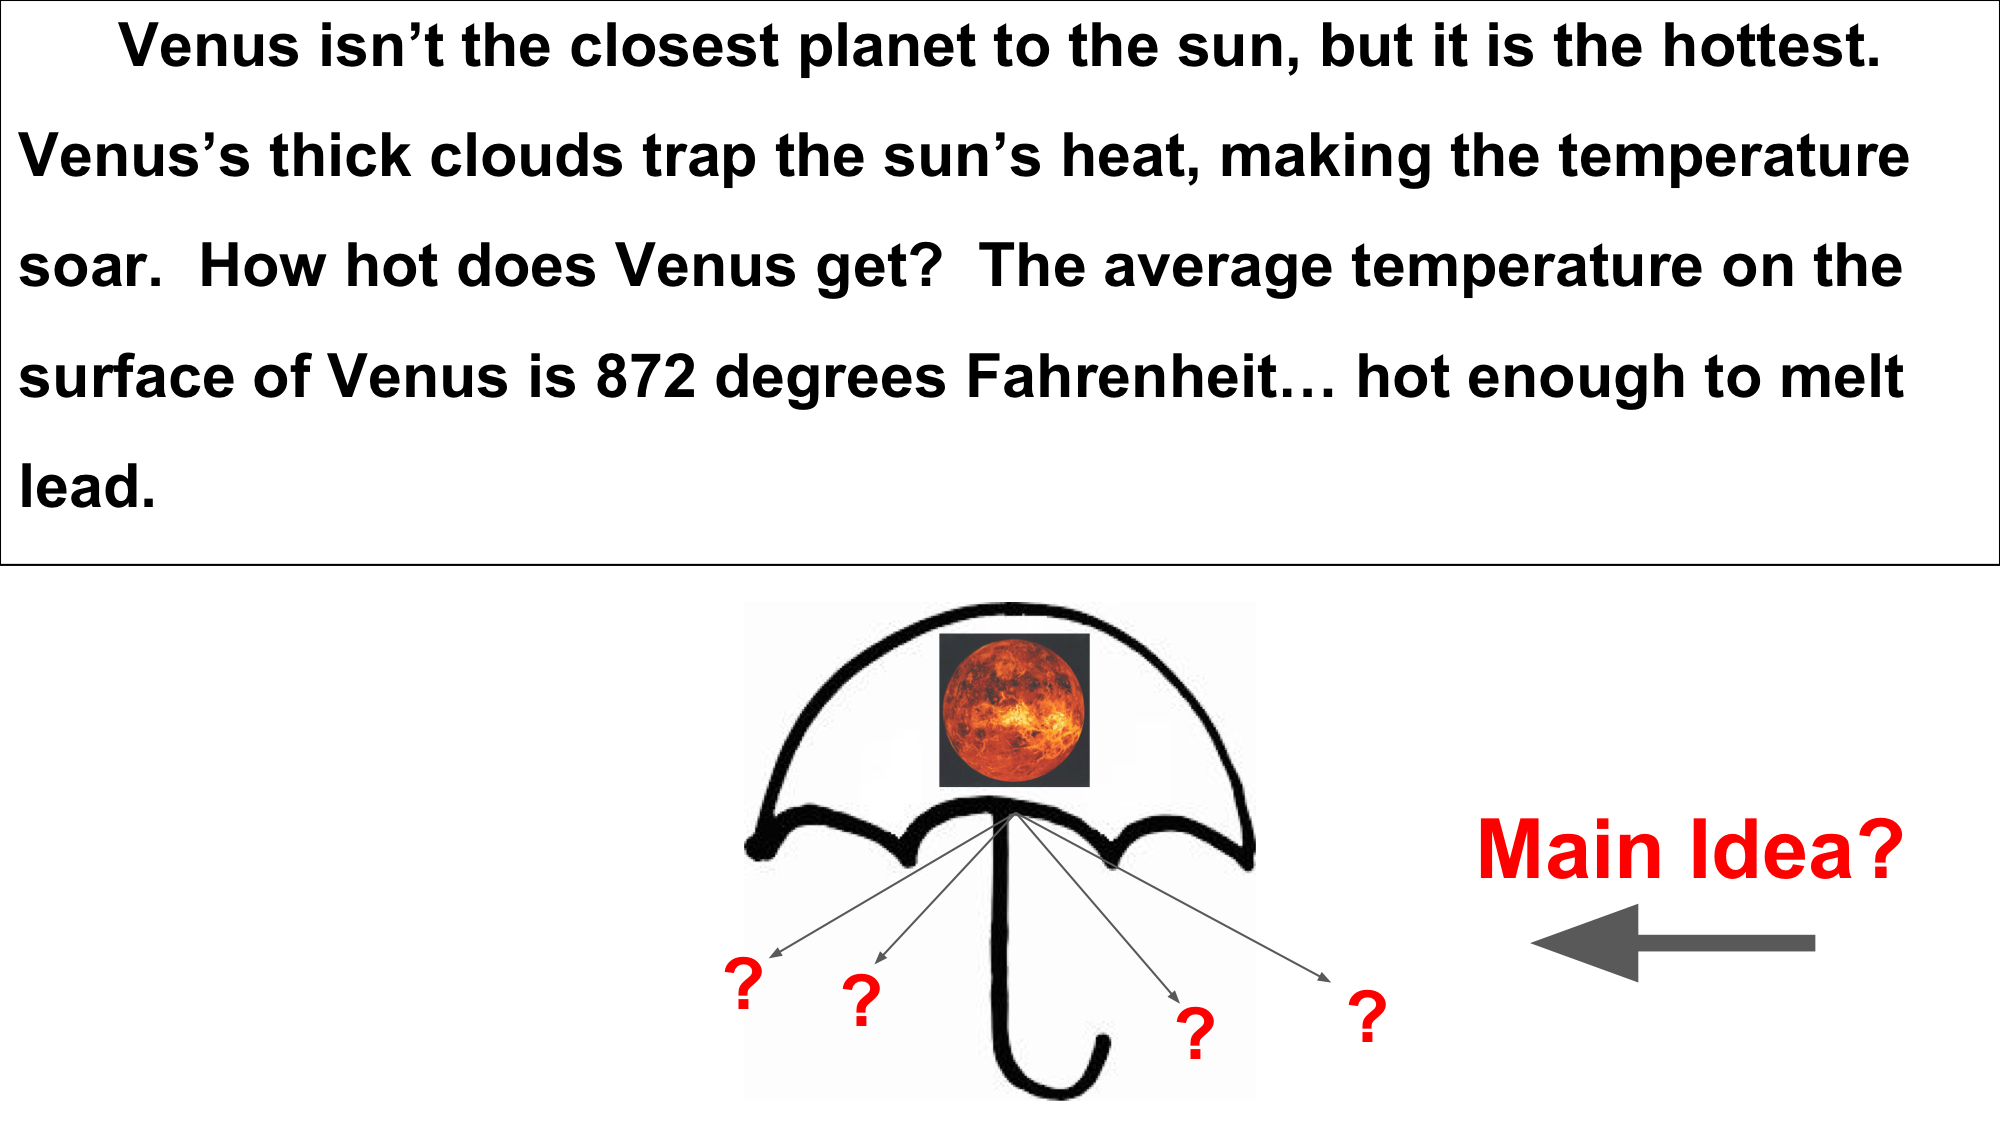 Venus isn’t the closest planet to the sun, but it is the hottest.
Venus’s thick clouds trap the sun’s heat, making the temperature
soar.  How hot does Venus get?  The average temperature on the
surface of Venus is 872 degrees Fahrenheit… hot enough to melt
lead.
Main Idea?
?
?
?
?